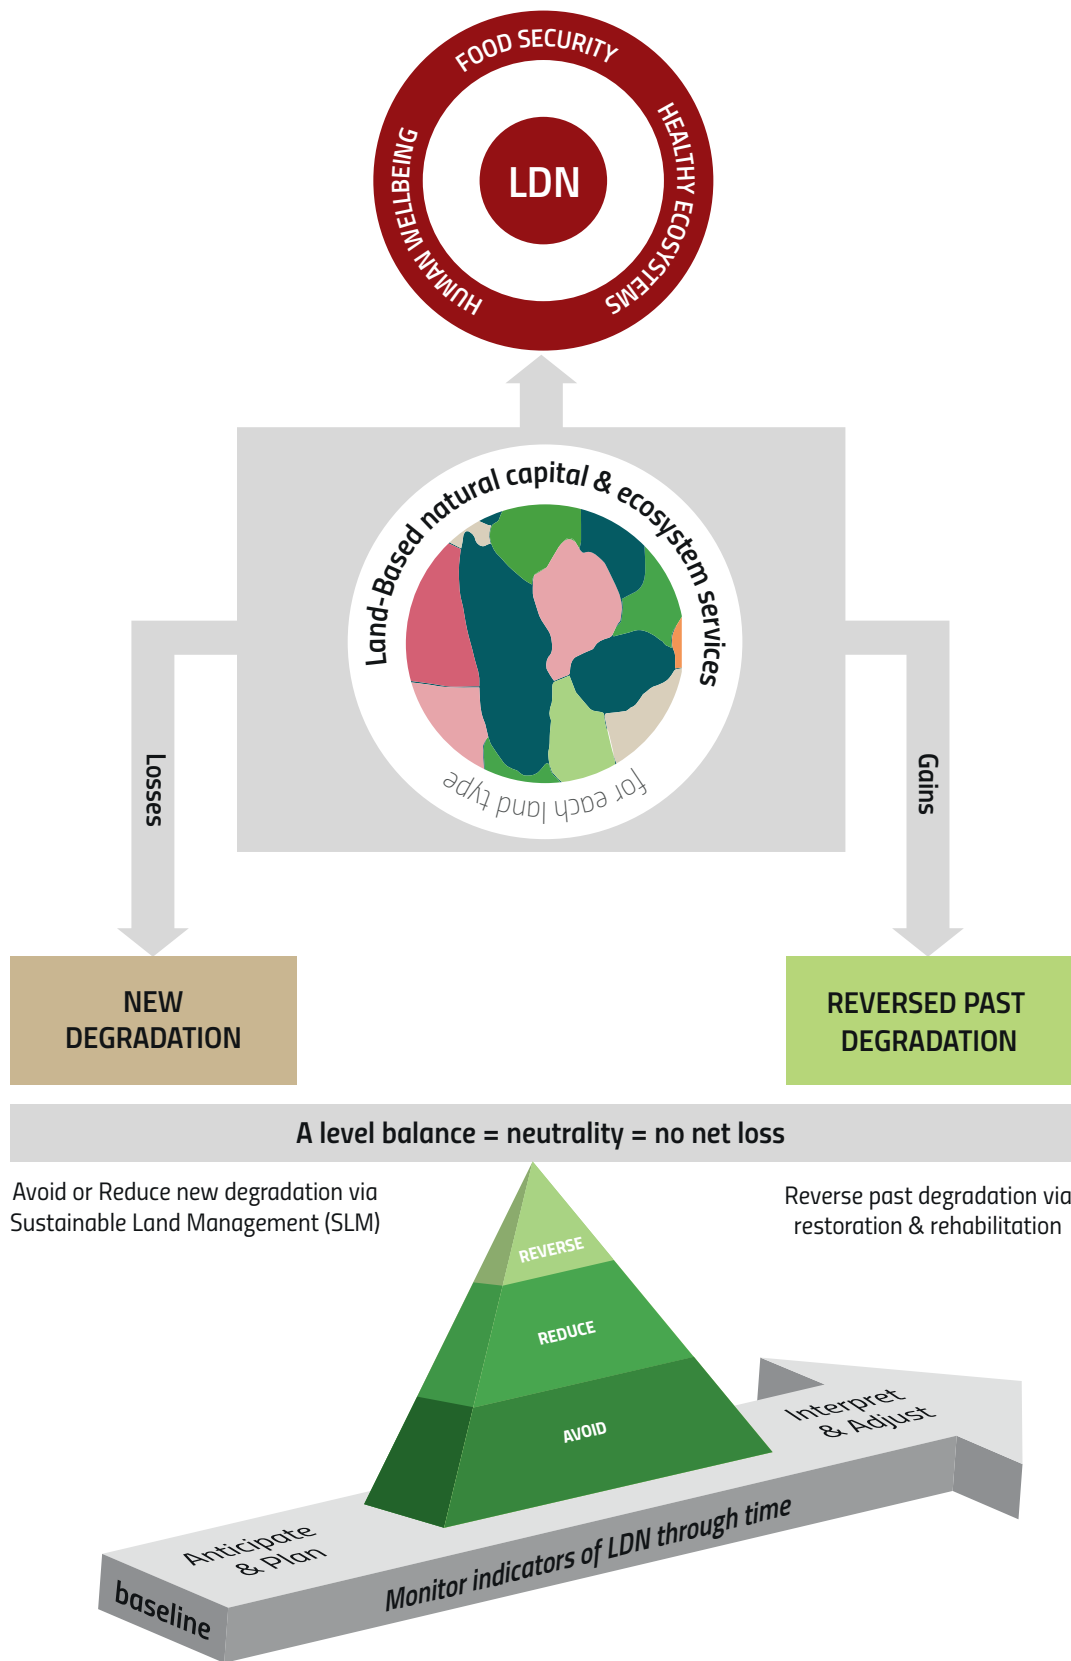 FOOD SECURITY
HUMAN WELLBEING
HEALTHY ECOSYSTEMS
LDN
Land-Based natural capital & ecosystem services
for each land type
Losses
Gains
NEW
DEGRADATION
REVERSED PAST
DEGRADATION
A level balance = neutrality = no net loss
Avoid or Reduce new degradation via
Sustainable Land Management (SLM)
Reverse past degradation via
restoration & rehabilitation
REVERSE
REDUCE
AVOID
Interpret
& Adjust
Anticipate
& Plan
Monitor indicators of LDN through time
baseline